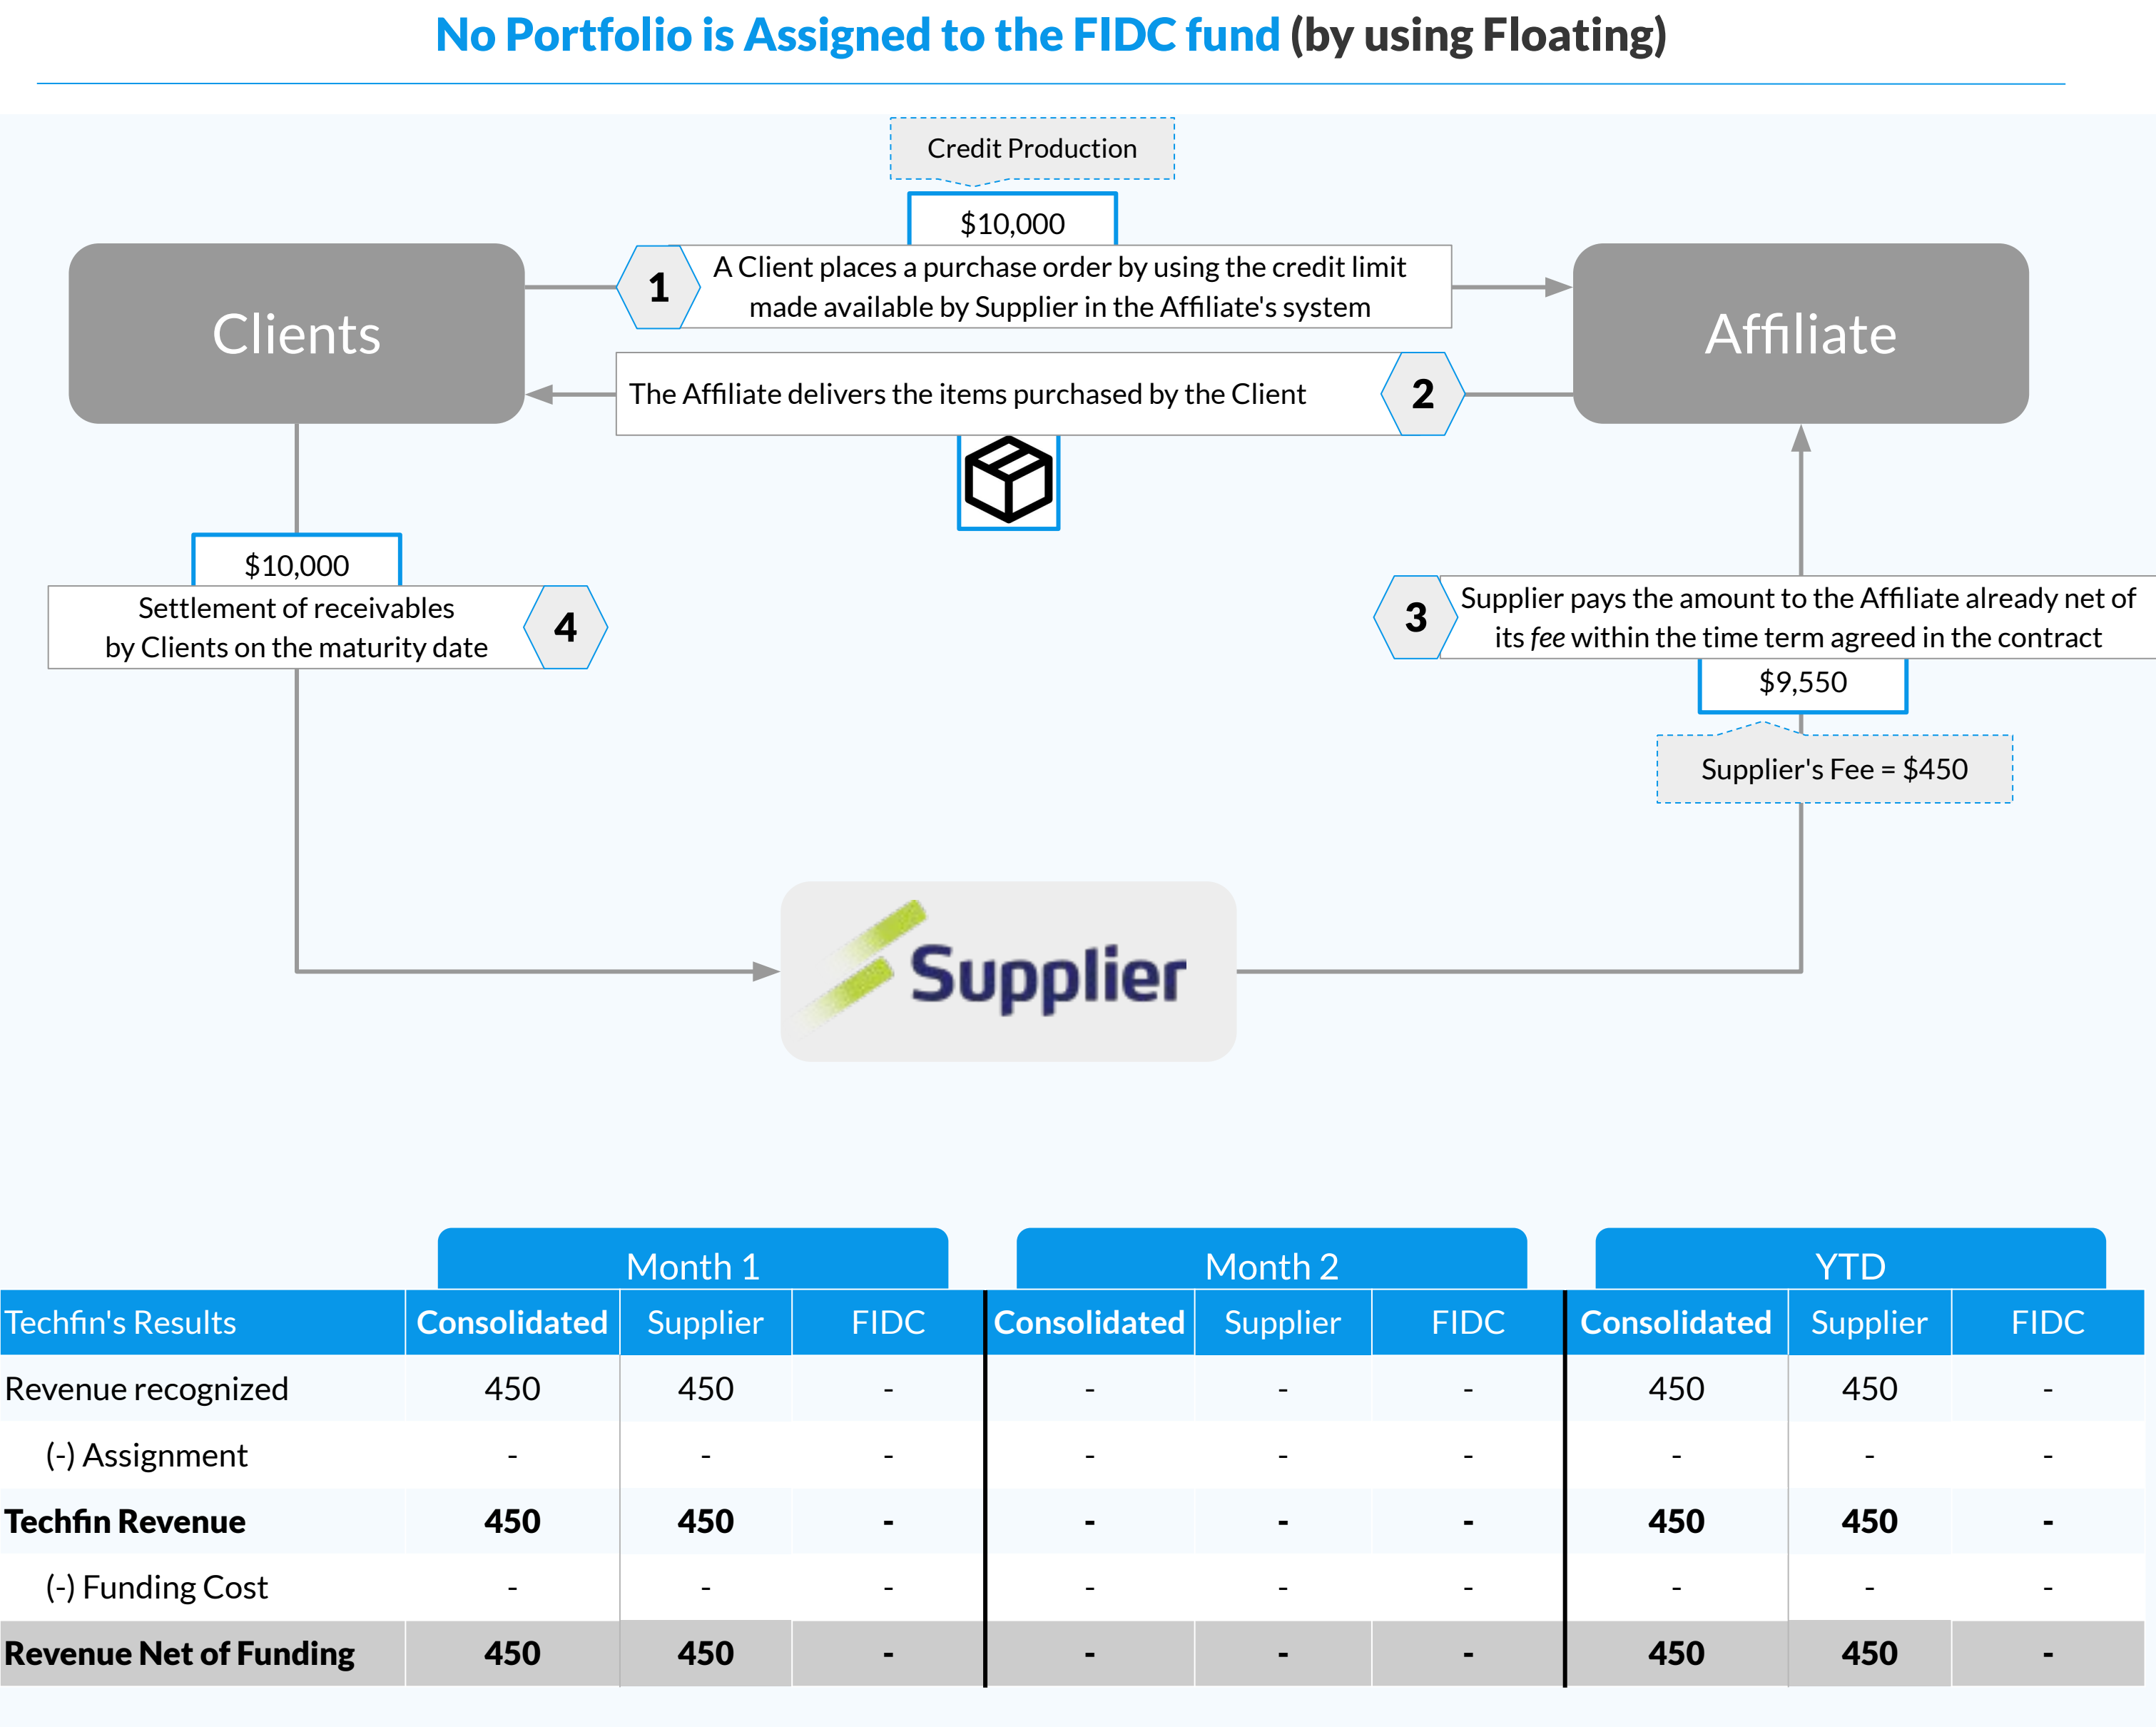 No Portfolio is Assigned to the FIDC fund (by using Floating)
Credit Production
$10,000
Clients
1
A Client places a purchase order by using the credit limit
made available by Supplier in the Affiliate's system
Affiliate
The Affiliate delivers the items purchased by the Client
2
$10,000
Settlement of receivables
by Clients on the maturity date
4
3
Supplier pays the amount to the Affiliate already net of
its fee within the time term agreed in the contract
$9,550
Supplier's Fee = $450
Supplier
Month 1 Month 2 YTD
Techfin's Results Consolidated Supplier FIDC Consolidated Supplier FIDC Consolidated Supplier FIDC
Revenue recognized 450 450 - - - - 450 450 -
(-) Assignment - - - - - - - - -
Techfin Revenue 450 450 - - - - 450 450 -
(-) Funding Cost - - - - - - - - -
Revenue Net of Funding 450 450 - - - - 450 450 -